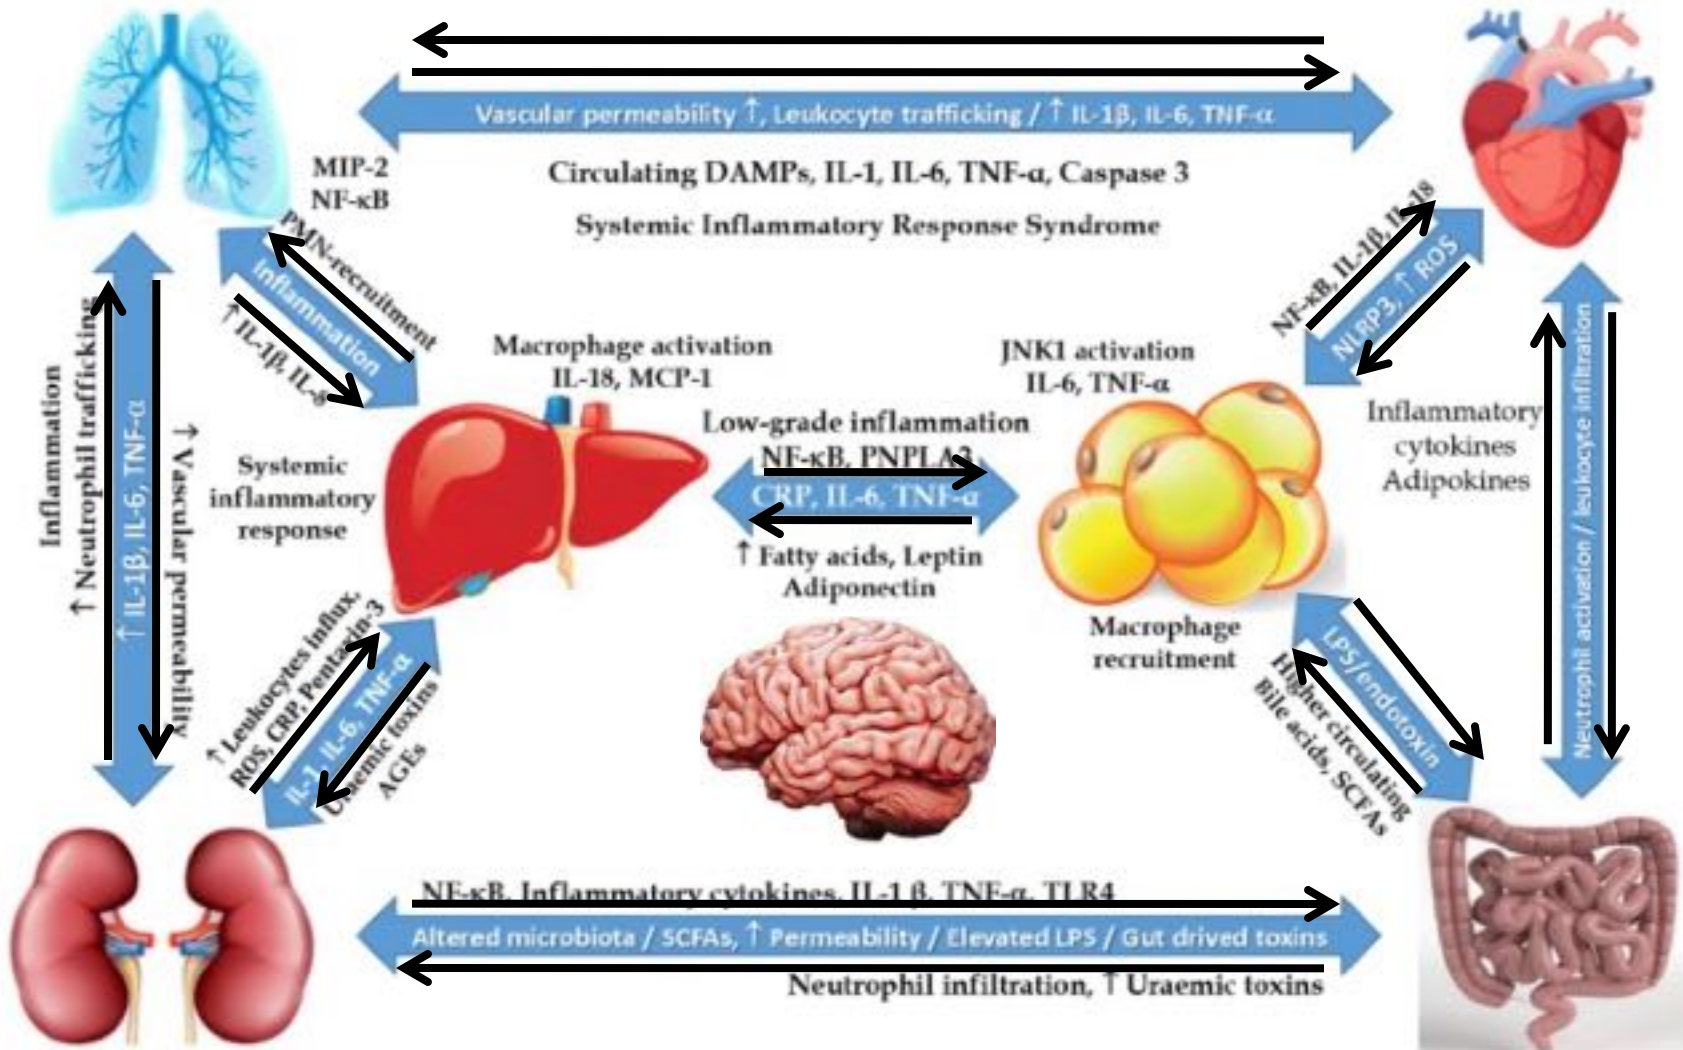 Vascular permeability ↑, Leukocyte trafficking / ↑ IL-1β, IL-6, TNF-α
MIP-2
NF-κB
Circulating DAMPs, IL-1, IL-6, TNF-α, Caspase 3
Systemic Inflammatory Response Syndrome
PMN-recruitment
Inflammation
↑ IL-1β, IL-8
NF-κB, IL-1β, IL-18
NLRP3, ↑ ROS
Macrophage activation
IL-18, MCP-1
JNK1 activation
IL-6, TNF-α
Inflammation
↑ Neutrophil trafficking
↑ IL-1β, IL-6, TNF-α
↑ Vascular permeability
Systemic
inflammatory
response
Low-grade inflammation
NF-κB, PNPLA3
CRP, IL-6, TNF-α
↑ Fatty acids, Leptin
Adiponectin
Inflammatory
cytokines
Adipokines
Neutrophil activation / leukocyte infiltration
Macrophage
recruitment
↑ Leukocytes influx,
ROS, CRP, Pentaxin-3
IL-1, IL-6, TNF-α
Uraemic toxins
AGEs
LPS/endotoxin
Higher circulating
Bile acids, SCFAs
NF-κB, Inflammatory cytokines, IL-1 β, TNF-α, TLR4
Altered microbiota / SCFAs, ↑ Permeability / Elevated LPS / Gut drived toxins
Neutrophil infiltration, ↑ Uraemic toxins